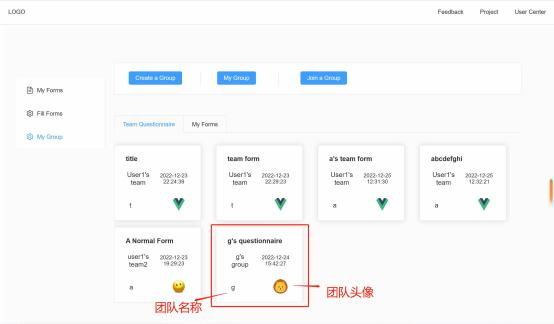 LOGO
Feedback Project User Center
Create a Group My Group Join a Group
My Forms
Fill Forms
My Group
Team Questionnaire My Forms
title
User1's team
2022-12-23
22:24:39
t
team form
User1's team
2022-12-23
22:29:23
t
a's team form
User1's team
2022-12-25
12:31:30
a
abcdefghi
User1's team
2022-12-25
12:32:21
a
A Normal Form
user1's team2
2022-12-23
19:29:23
a
g's questionnaire
g's group
2022-12-24
15:42:27
g
团队名称
团队头像